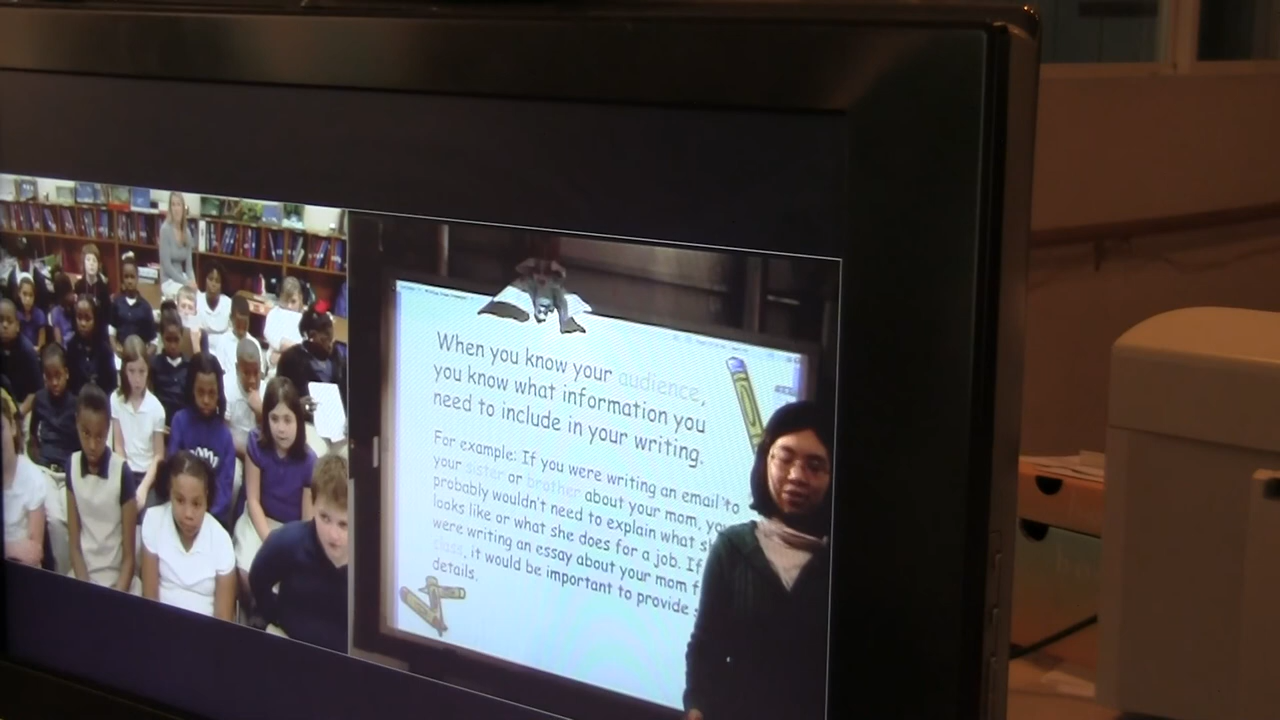 When you know your audience,
you know what information you
need to include in your writing.
For example: If you were writing an email to
your sister or brother about your mom, you
probably wouldn't need to explain what
looks like or what she does for a job. If
were writing an essay about your mom
class, it would be important to provide
details.